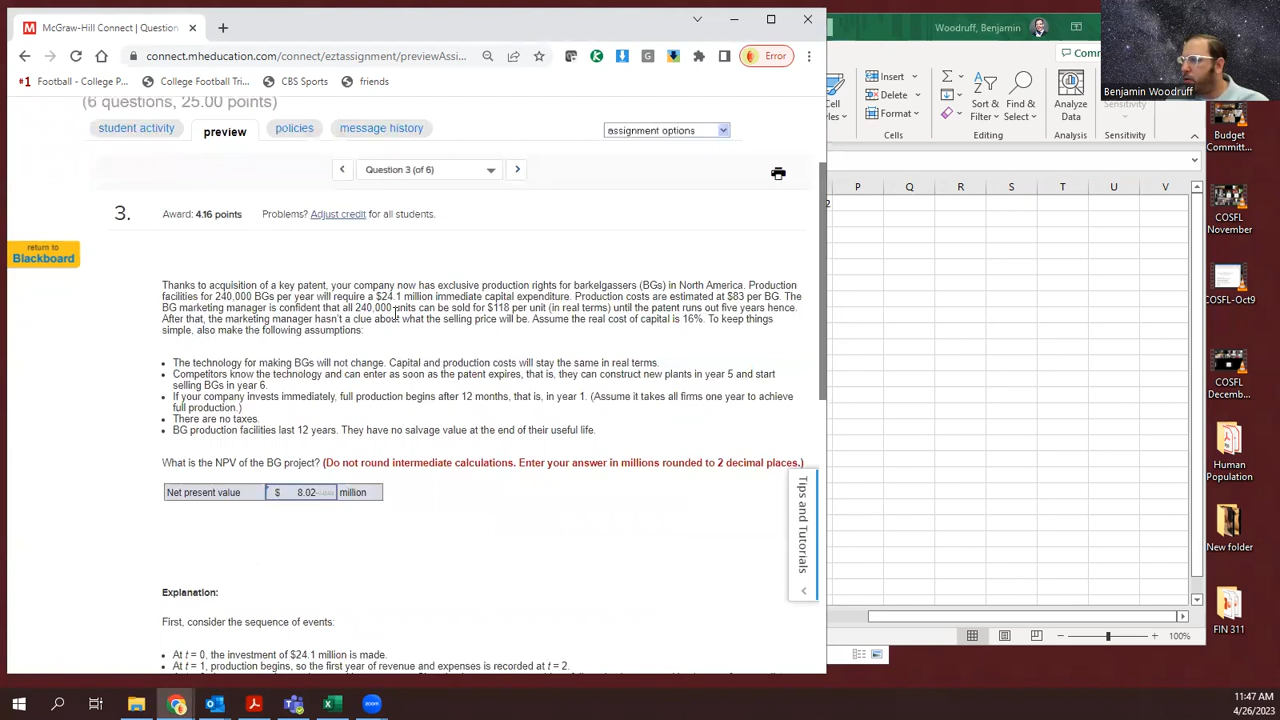 McGraw-Hill Connect | Question
Woodruff, Benjamin
connect.mheducation.com/connect/eztassignment/previewAssi...
Error
Comm
Benjamin Woodruff
#1 Football - College P...
College Football Tri...
CBS Sports
friends
Insert
Delete
Format
Cells
Sort & Filter
Find & Select
Editing
Analyze Data
Analysis
Sensitivity
Sensitivity
(6 questions, 25.00 points)
student activity
preview
policies
message history
assignment options
Question 3 (of 6)
P Q R S T U V
2
3.
Award: 4.16 points
Problems? Adjust credit for all students.
return to
Blackboard
Thanks to acquisition of a key patent, your company now has exclusive production rights for barkelgassers (BGs) in North America. Production
facilities for 240,000 BGs per year will require a $24.1 million immediate capital expenditure. Production costs are estimated at $83 per BG. The
BG marketing manager is confident that all 240,000 units can be sold for $118 per unit (in real terms) until the patent runs out five years hence.
After that, the marketing manager hasn't a clue about what the selling price will be. Assume the real cost of capital is 16%. To keep things
simple, also make the following assumptions:
• The technology for making BGs will not change. Capital and production costs will stay the same in real terms.
• Competitors know the technology and can enter as soon as the patent expires, that is, they can construct new plants in year 5 and start
selling BGs in year 6.
• If your company invests immediately, full production begins after 12 months, that is, in year 1. (Assume it takes all firms one year to achieve
full production.)
• There are no taxes.
• BG production facilities last 12 years. They have no salvage value at the end of their useful life.
What is the NPV of the BG project? (Do not round intermediate calculations. Enter your answer in millions rounded to 2 decimal places.)
Net present value $ 8.02 million
Tips and Tutorials
Explanation:
First, consider the sequence of events:
• At t = 0, the investment of $24.1 million is made.
• At t = 1, production begins, so the first year of revenue and expenses is recorded at t = 2.
100%
Budget
Committ...
COSFL
November
COSFL-Oct9
COSFL
Decemb...
Human
Population
New folder
FIN 311
11:47 AM
4/26/2023